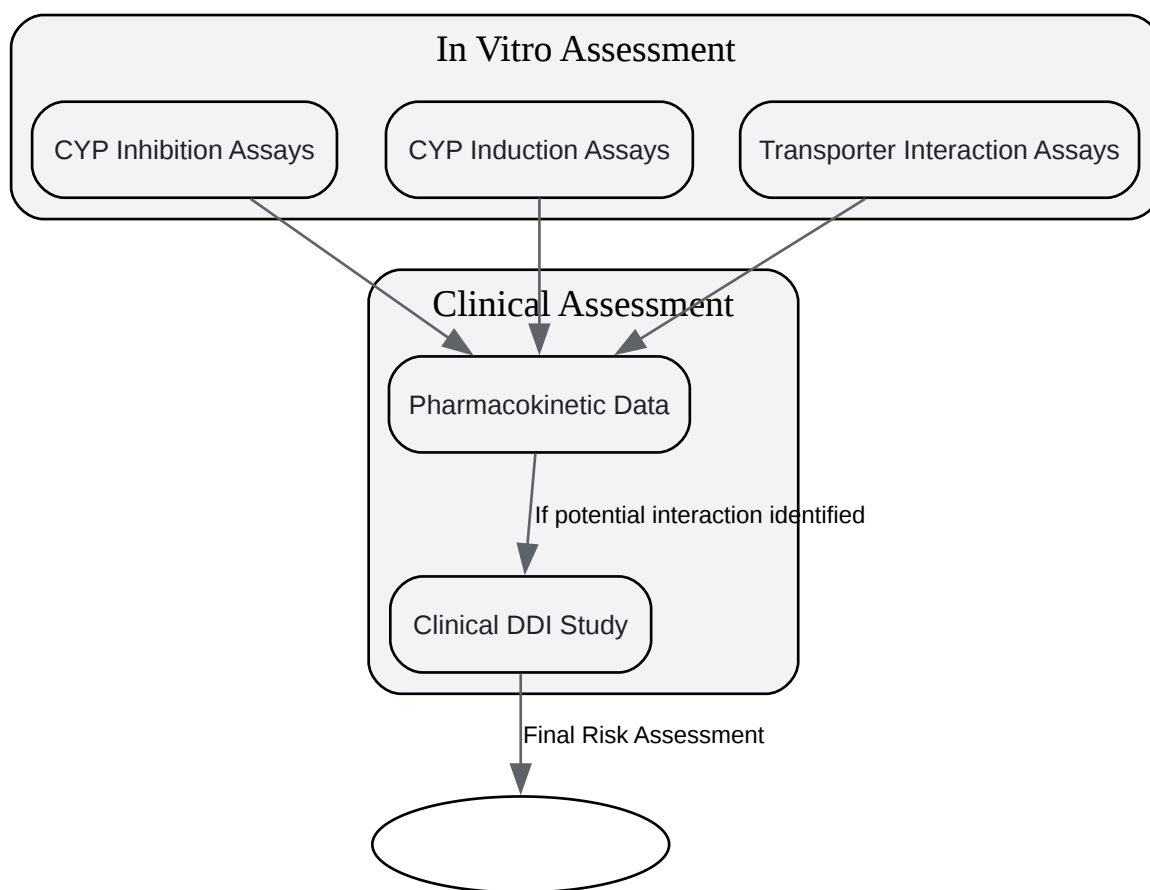 In Vitro Assessment
CYP Inhibition Assays
CYP Induction Assays
Transporter Interaction Assays
Clinical Assessment
Pharmacokinetic Data
If potential interaction identified
Clinical DDI Study
Final Risk Assessment